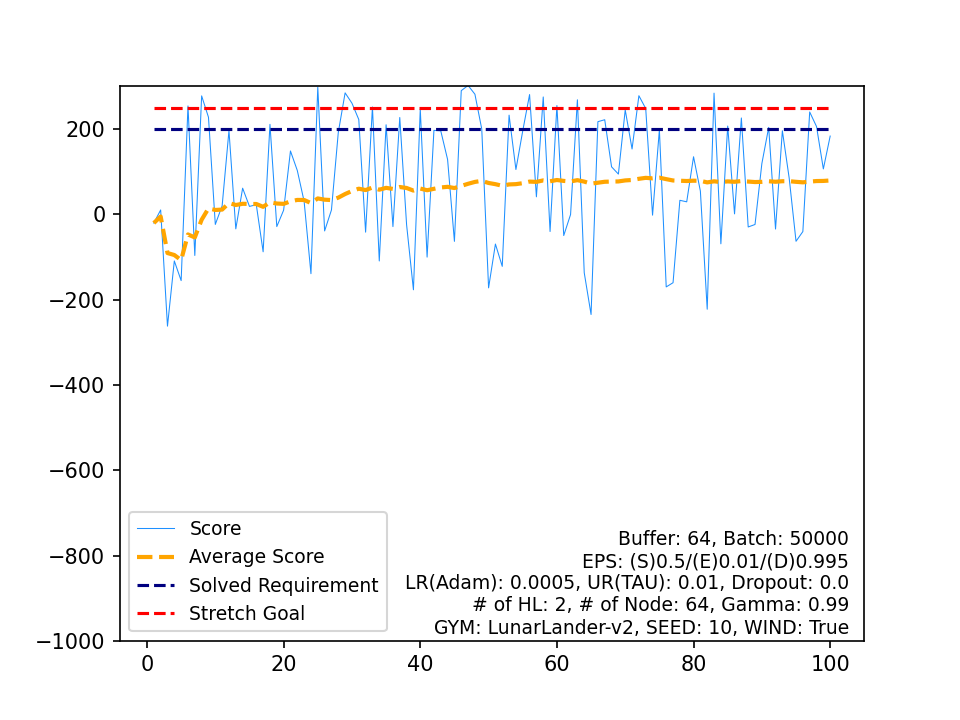 200
0
−200
−400
−600
−800
−1000
0 20 40 60 80 100
Score
Average Score
Solved Requirement
Stretch Goal
Buffer: 64, Batch: 50000
EPS: (S)0.5/(E)0.01/(D)0.995
LR(Adam): 0.0005, UR(TAU): 0.01, Dropout: 0.0
# of HL: 2, # of Node: 64, Gamma: 0.99
GYM: LunarLander-v2, SEED: 10, WIND: True